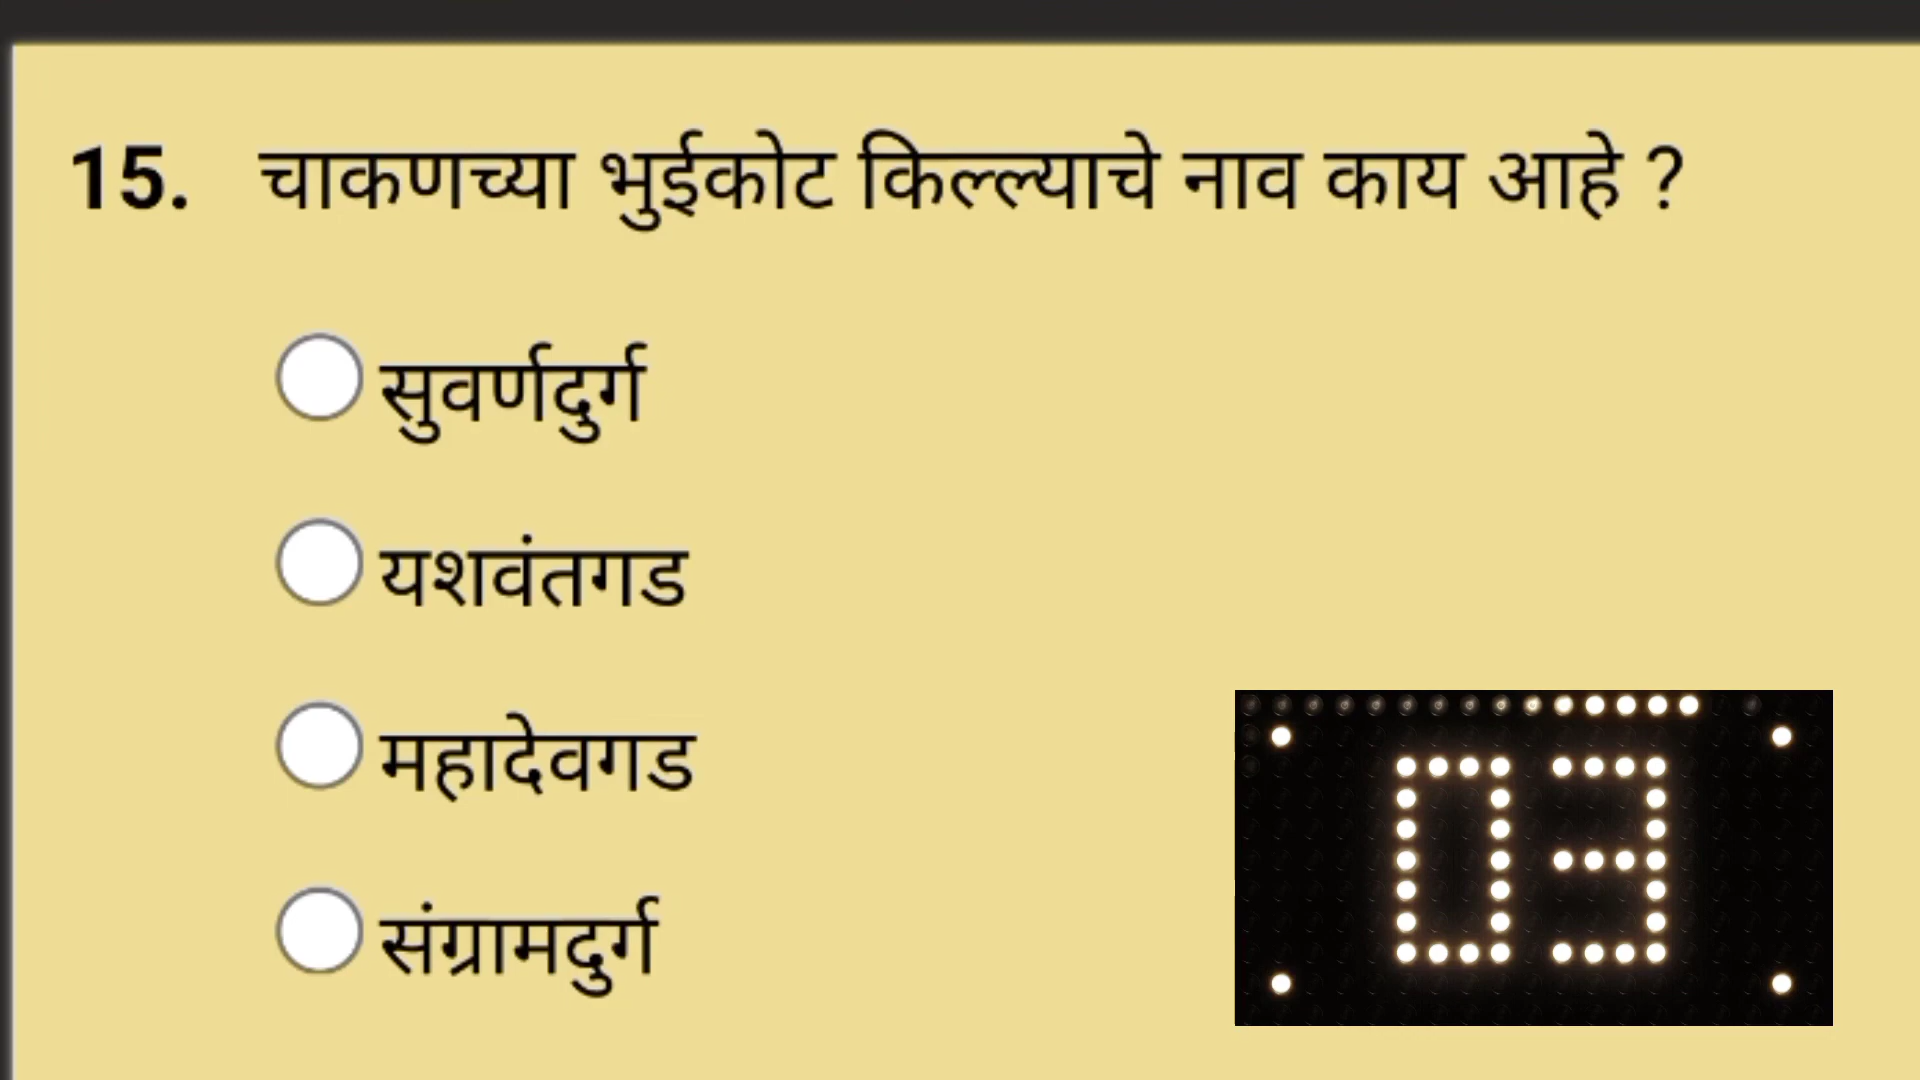 15. चाकणच्या भुईकोट किल्ल्याचे नाव काय आहे ?
सुवर्णदुर्ग
यशवंतगड
महादेवगड
संग्रामदुर्ग
03